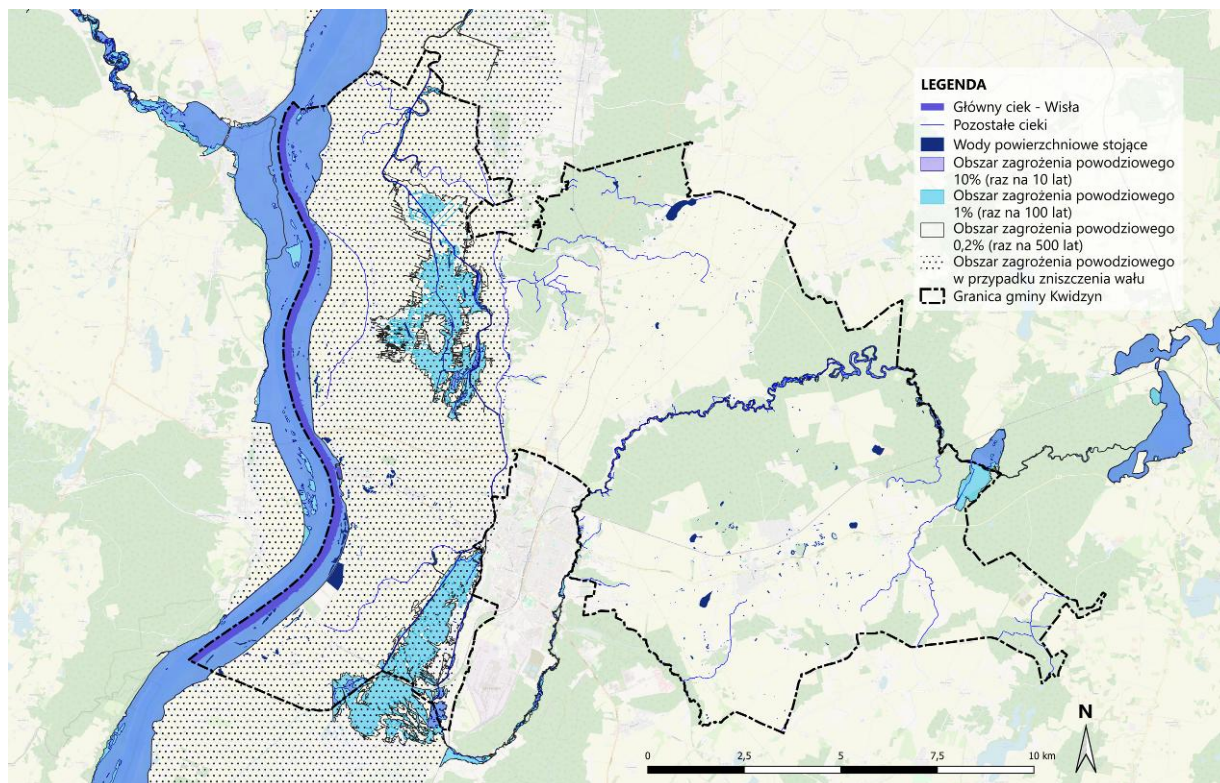 LEGENDA
Główny ciek - Wisła
Pozostałe cieki
Wody powierzchniowe stojące
Obszar zagrożenia powodziowego
10% (raz na 10 lat)
Obszar zagrożenia powodziowego
1% (raz na 100 lat)
Obszar zagrożenia powodziowego
0,2% (raz na 500 lat)
Obszar zagrożenia powodziowego
w przypadku zniszczenia wału
Granica gminy Kwidzyn
N
0 2,5 5 7,5 10 km